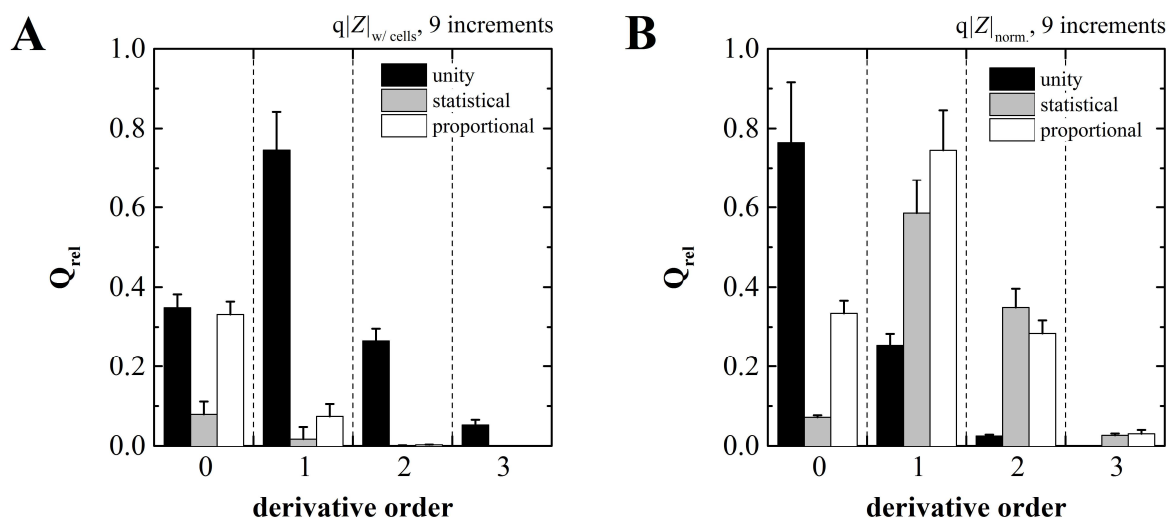 A
q|Z|w/ cells, 9 increments
1.0
0.8
0.6
0.4
0.2
0.0
Qrel
unity
statistical
proportional
0 1 2 3
derivative order
B
q|Z|norm., 9 increments
1.0
0.8
0.6
0.4
0.2
0.0
Qrel
unity
statistical
proportional
0 1 2 3
derivative order